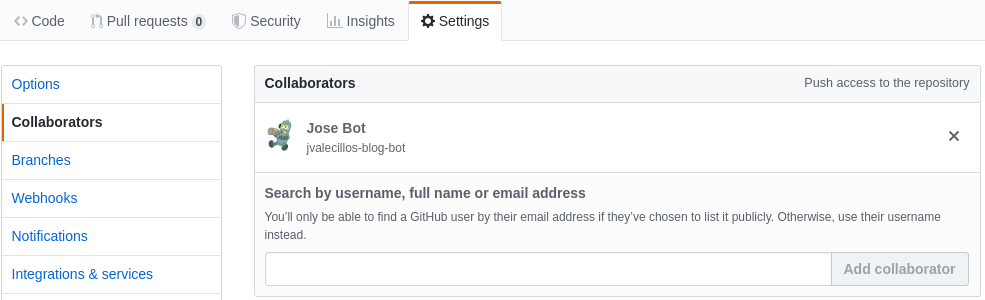 Code Pull requests 0 Security Insights Settings
Options
Collaborators
Branches
Webhooks
Notifications
Integrations & services
Collaborators Push access to the repository
Jose Bot
jvalecillos-blog-bot
Search by username, full name or email address
You’ll only be able to find a GitHub user by their email address if they’ve chosen to list it publicly. Otherwise, use their username
instead.
Add collaborator